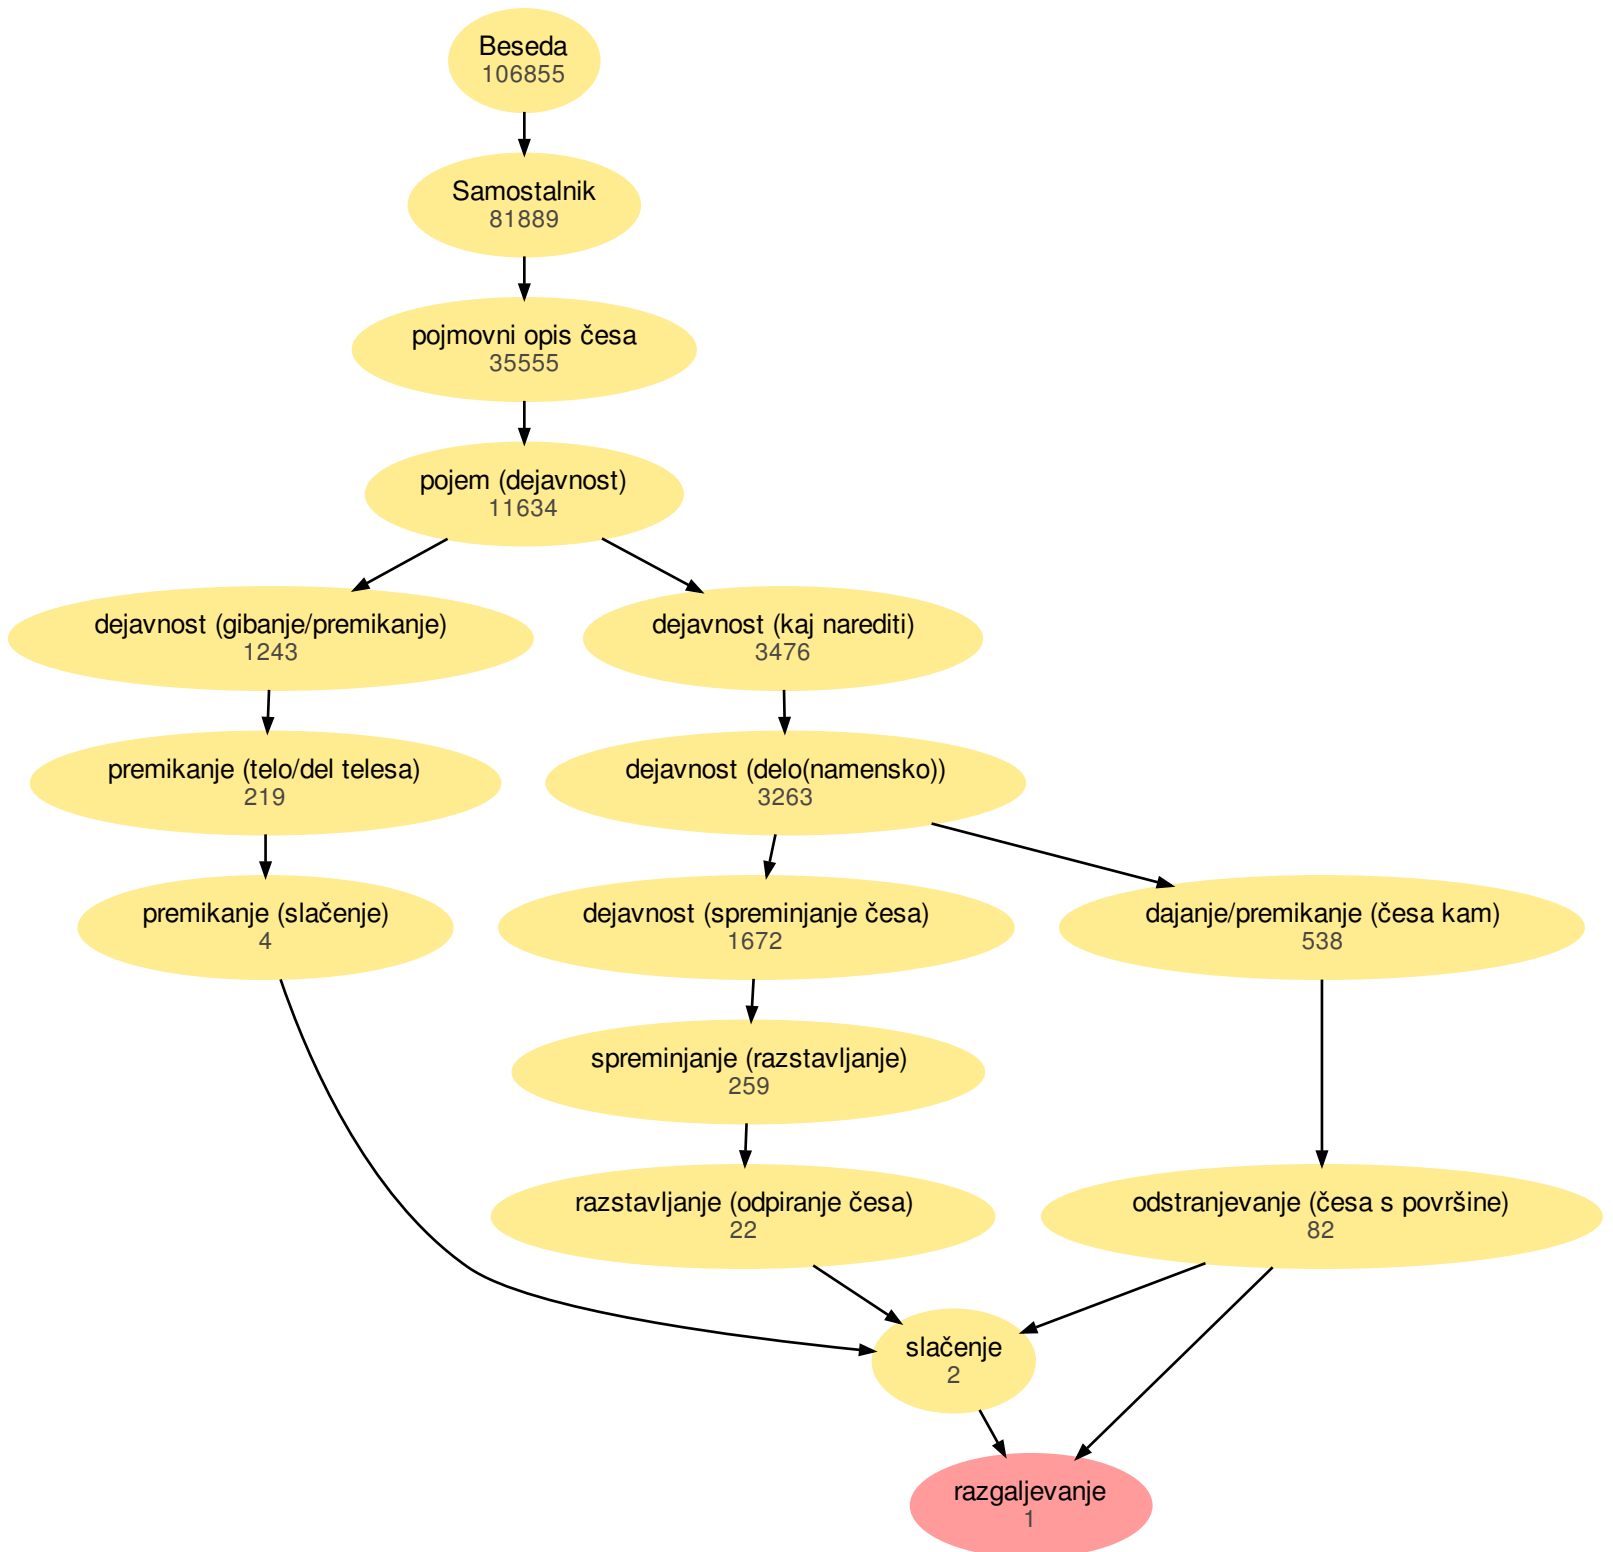 Beseda
106855
Samostalnik
81889
pojmovni opis česa
35555
pojem (dejavnost)
11634
dejavnost (gibanje/premikanje)
1243
dejavnost (kaj narediti)
3476
premikanje (telo/del telesa)
219
dejavnost (delo(namensko))
3263
premikanje (slačenje)
4
dejavnost (spreminjanje česa)
1672
dajanje/premikanje (česa kam)
538
spreminjanje (razstavljanje)
259
razstavljanje (odpiranje česa)
22
odstranjevanje (česa s površine)
82
slačenje
2
razgaljevanje
1